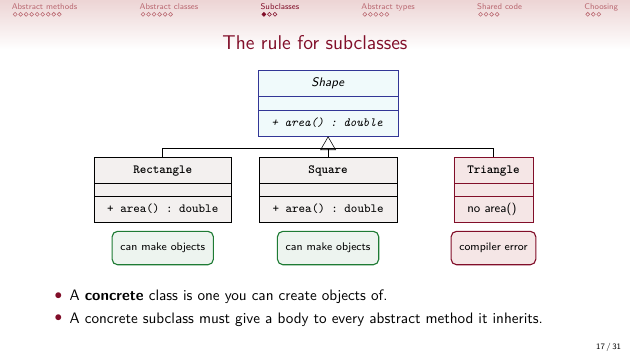 Abstract methods Abstract classes Subclasses Abstract types Shared code Choosing
The rule for subclasses
Shape
+ area() : double
Rectangle Square Triangle
+ area() : double + area() : double no area()
can make objects can make objects compiler error
• A concrete class is one you can create objects of.
• A concrete subclass must give a body to every abstract method it inherits.
17 / 31